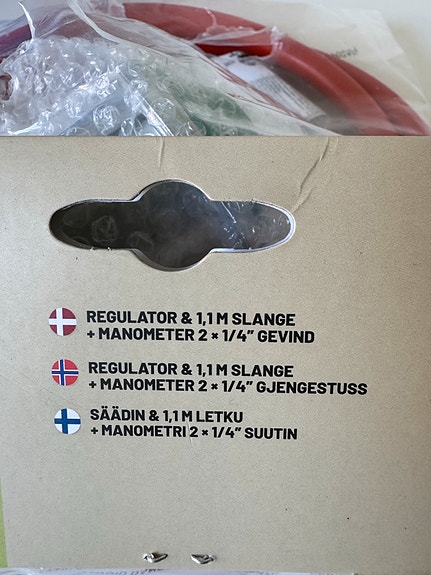 REGULATOR & 1,1 M SLANGE
+ MANOMETER 2 × 1/4” GEVIND
REGULATOR & 1,1 M SLANGE
+ MANOMETER 2 × 1/4” GJENGESTUSS
SÄÄDIN & 1,1 M LETKU
+ MANOMETRI 2 × 1/4” SUUTIN